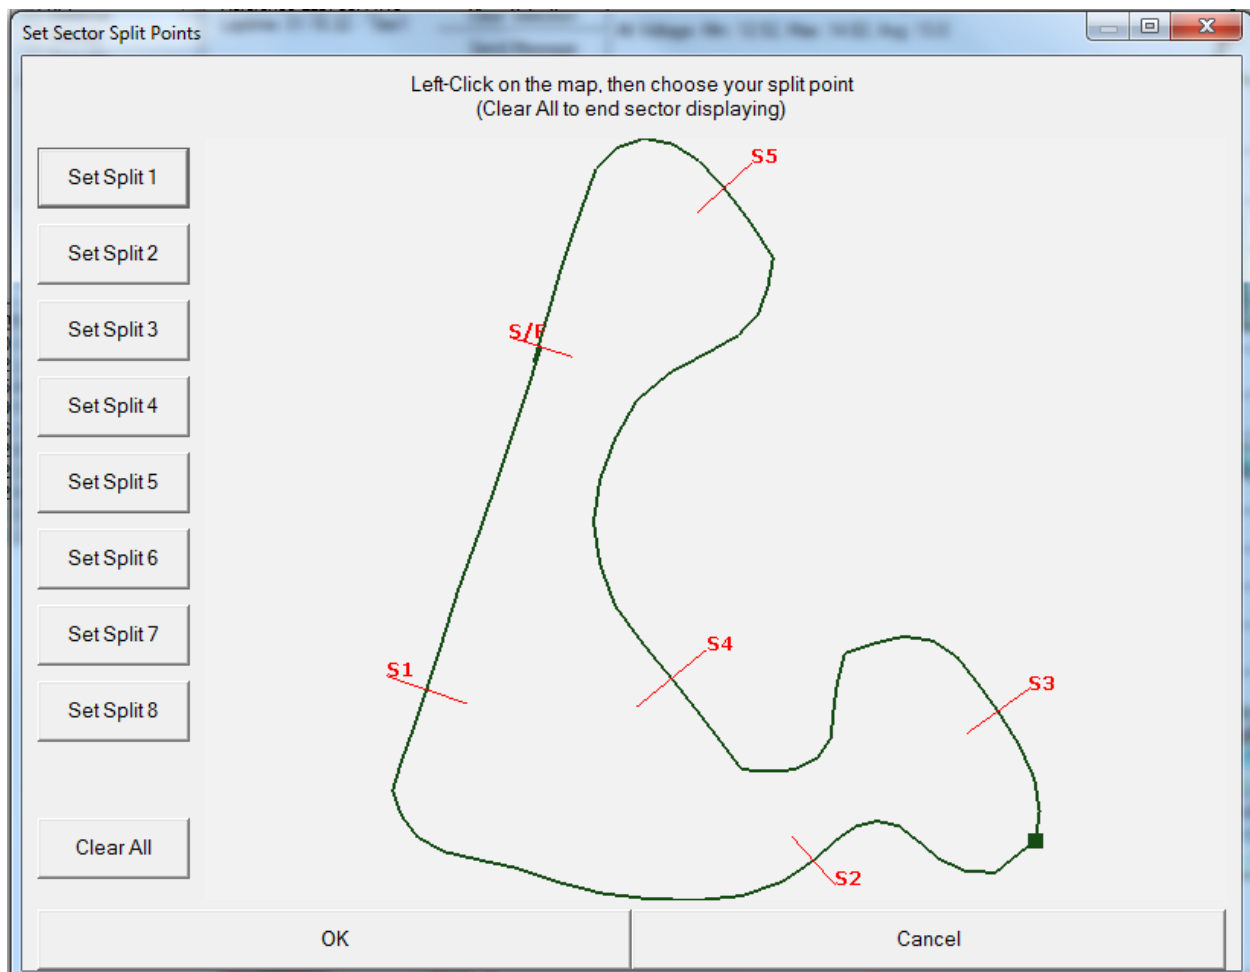 Set Sector Split Points
Left-Click on the map, then choose your split point
(Clear All to end sector displaying)
Set Split 1
Set Split 2
Set Split 3
Set Split 4
Set Split 5
Set Split 6
Set Split 7
Set Split 8
Clear All
S5
S/F
S1
S4
S3
S2
OK
Cancel